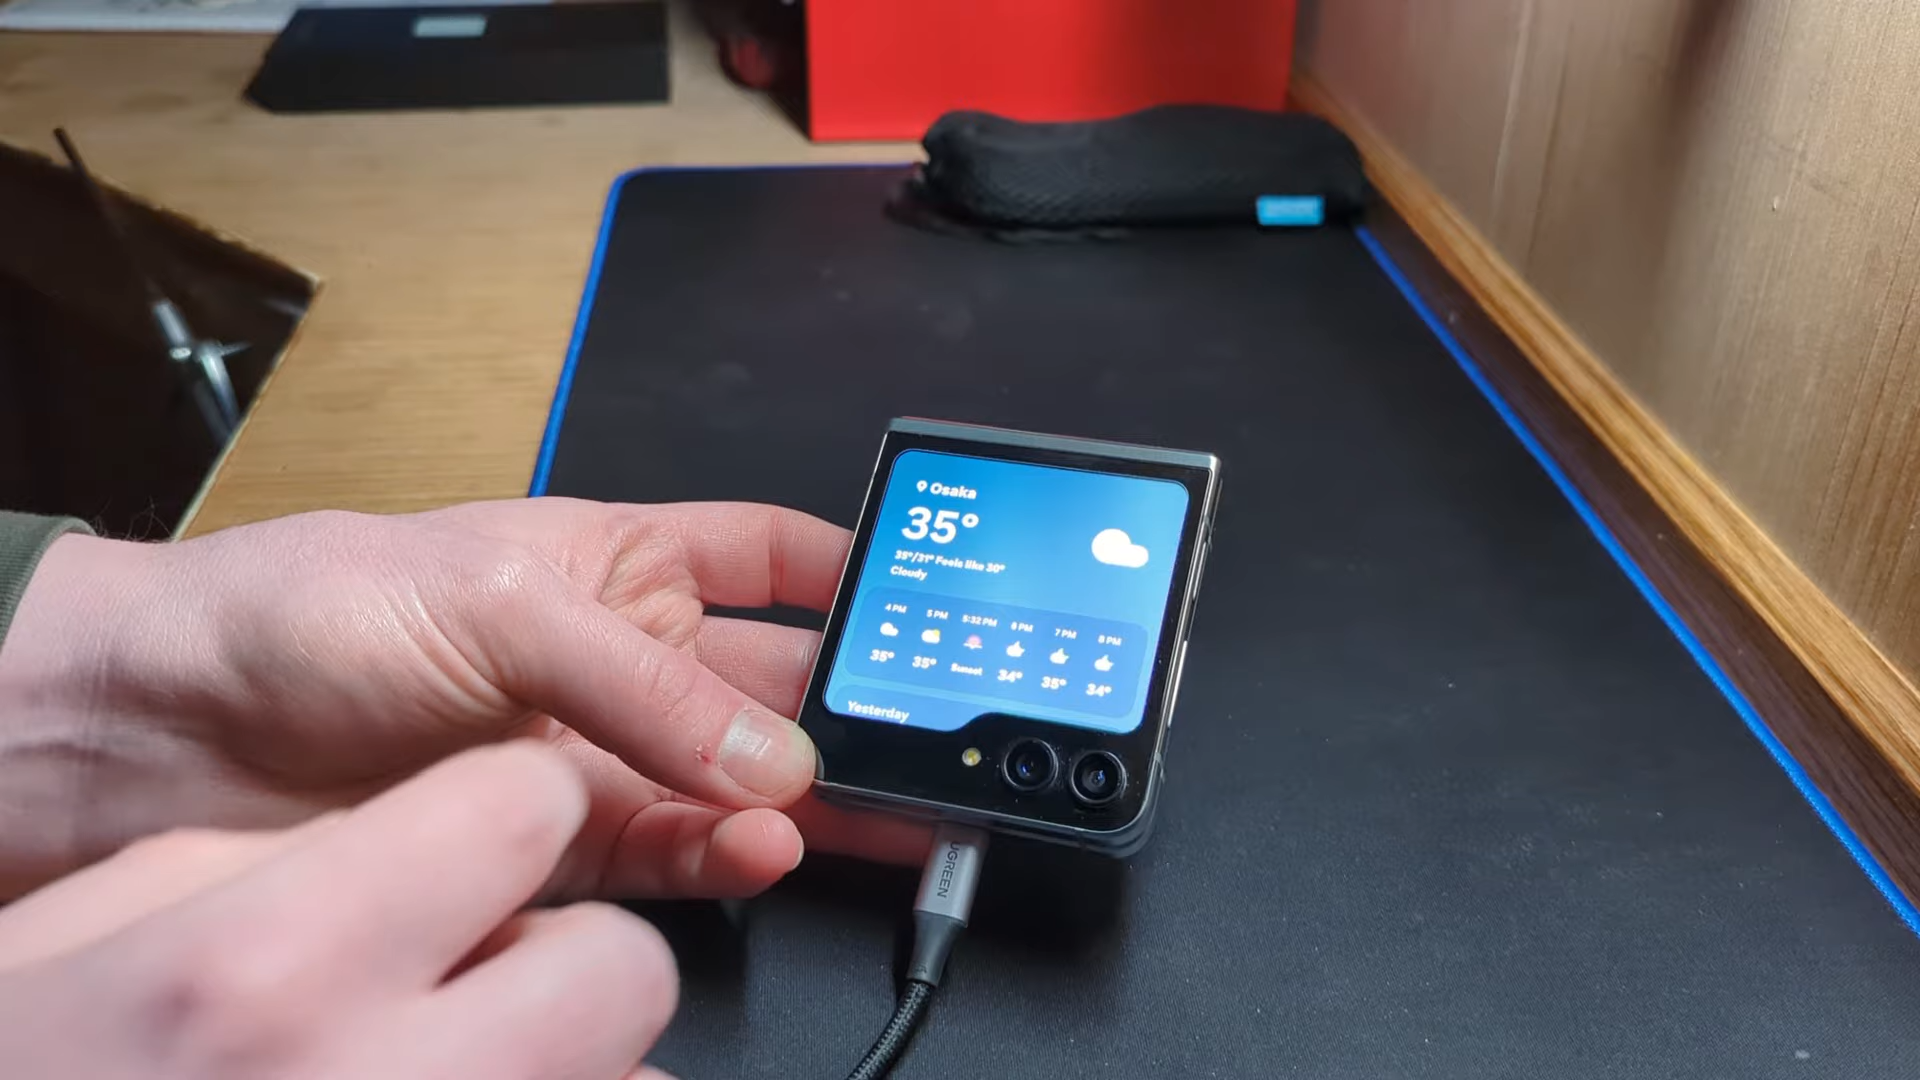 Osaka
35°
35°/31° Feels like 30°
Cloudy
4 PM 5 PM 5:32 PM 6 PM 7 PM 8 PM
35° 35° Sunset 34° 35° 34°
Yesterday
UGREEN